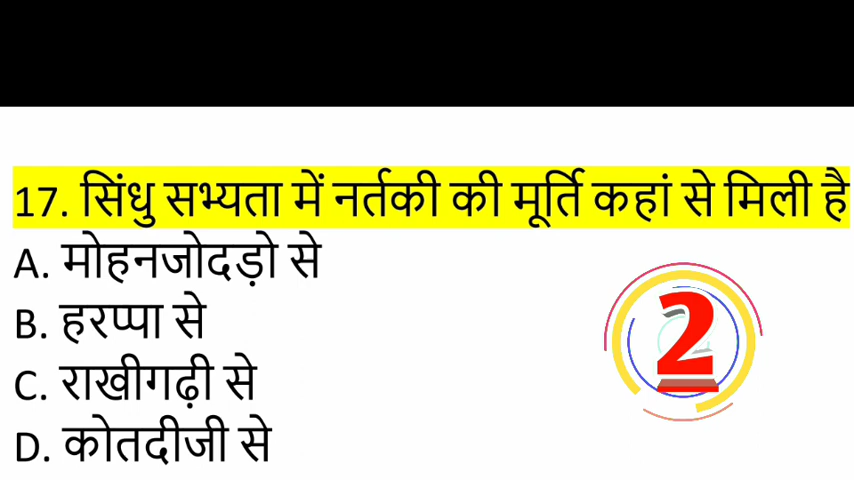 17. सिंधु सभ्यता में नर्तकी की मूर्ति कहां से मिली है
A. मोहनजोदड़ो से
B. हरप्पा से
C. राखीगढ़ी से
D. कोतदीजी से
2